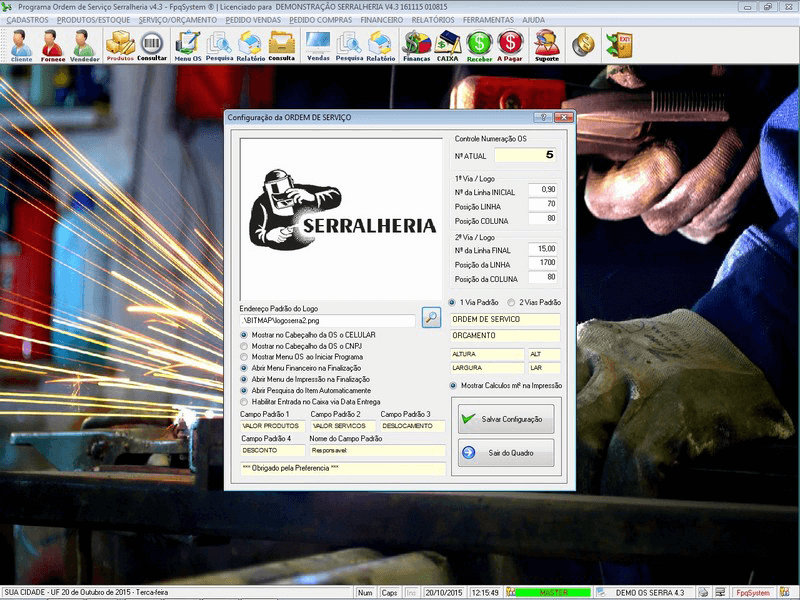 Programa Ordem de Serviço Serralheria v4.3 - FpqSystem ® | Licenciado para DEMONSTRAÇÃO SERRALHERIA V4.3 161115 010815
CADASTROS PRODUTOS/ESTOQUE SERVIÇO/ORÇAMENTO PEDIDO VENDAS PEDIDO COMPRAS FINANCEIRO RELATÓRIOS FERRAMENTAS AJUDA
Cliente Fornece Vendedor Produtos Consultar Menu OS Pesquisa Relatório Consulta Vendas Pesquisa Relatório Finanças CAIXA Receber A Pagar Suporte
EXIT
Configuração da ORDEM DE SERVIÇO
SERRALHERIA
Endereço Padrão do Logo
.\BITMAP\logoserra2.png
Mostrar no Cabeçalho da OS o CELULAR
Mostrar no Cabeçalho da OS o CNPJ
Mostrar Menu OS ao Iniciar Programa
Abrir Menu Financeiro na Finalização
Abrir Menu de Impressão na Finalização
Abrir Pesquisa do Item Automaticamente
Habilitar Entrada no Caixa via Data Entrega
Campo Padrão 1 Campo Padrão 2 Campo Padrão 3
VALOR PRODUTOS VALOR SERVICOS DESLOCAMENTO
Campo Padrão 4 Nome do Campo Padrão
DESCONTO Responsavel:
*** Obrigado pela Preferencia ***
Controle Numeração OS
Nº ATUAL 5
1ª Via / Logo
Nº da Linha INICIAL 0,90
Posição LINHA 70
Posição COLUNA 80
2ª Via / Logo
Nº da Linha FINAL 15,00
Posição da LINHA 1700
Posição da COLUNA 80
1 Via Padrão 2 Vias Padrão
ORDEM DE SERVICO
ORCAMENTO
ALTURA ALT
LARGURA LAR
Mostrar Calculos m² na Impressão
Salvar Configuração
Sair do Quadro
SUA CIDADE - UF 20 de Outubro de 2015 - Terca-feira Num Caps Ins 20/10/2015 12:15:49 MASTER DEMO OS SERRA 4.3 FpqSystem